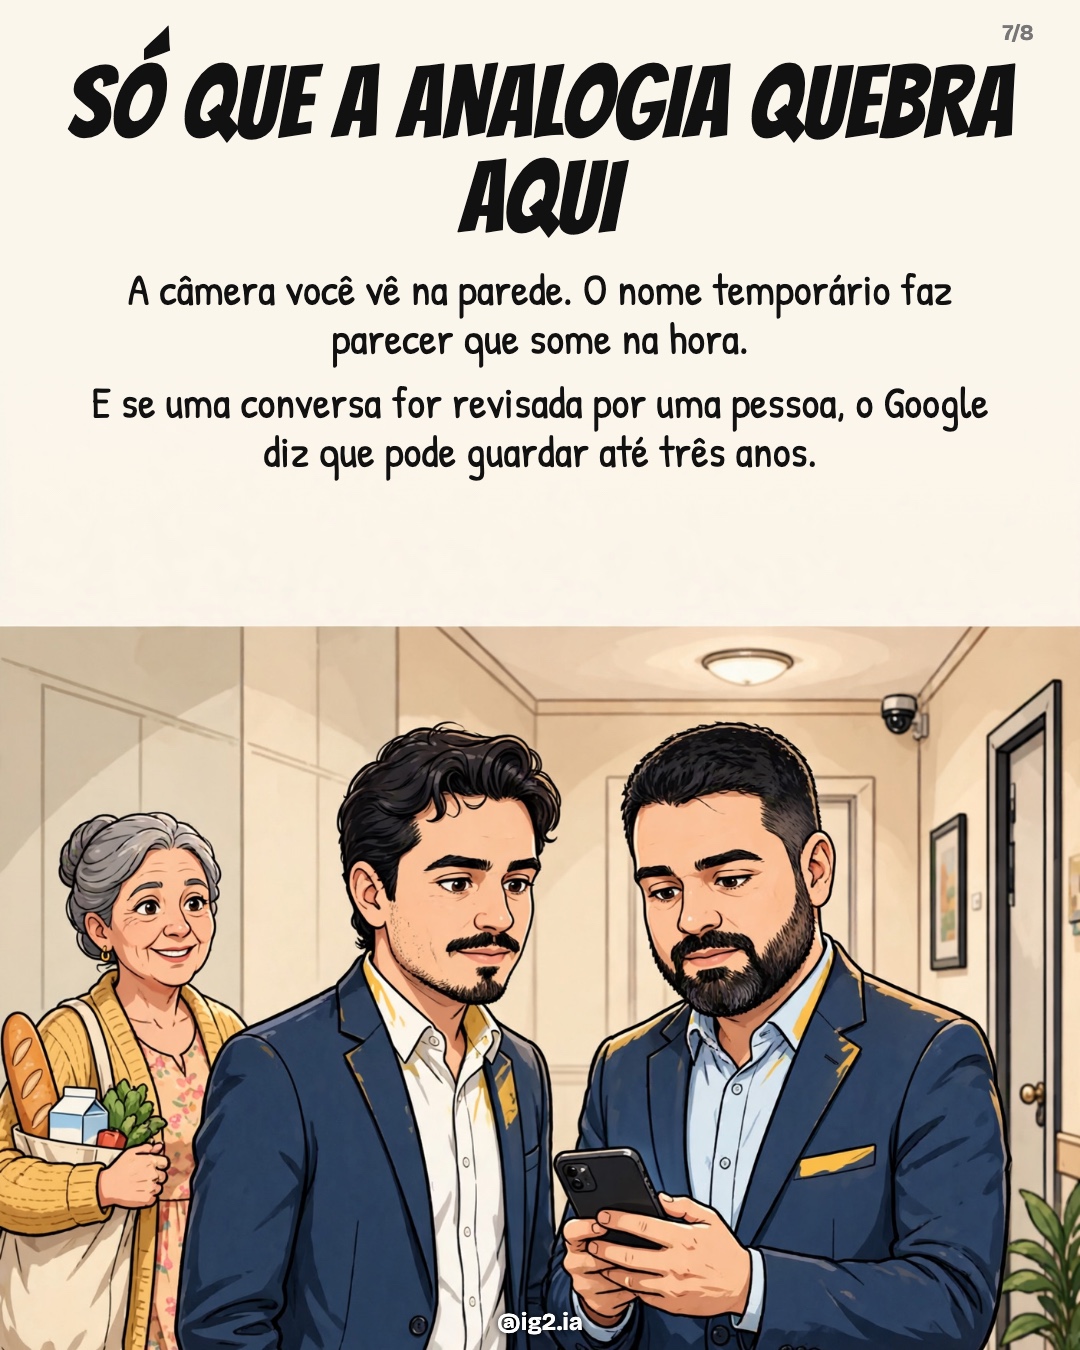 7/8
SÓ QUE A ANALOGIA QUEBRA
AQUI
A câmera você vê na parede. O nome temporário faz
parecer que some na hora.
E se uma conversa for revisada por uma pessoa, o Google
diz que pode guardar até três anos.
@ig2.ia